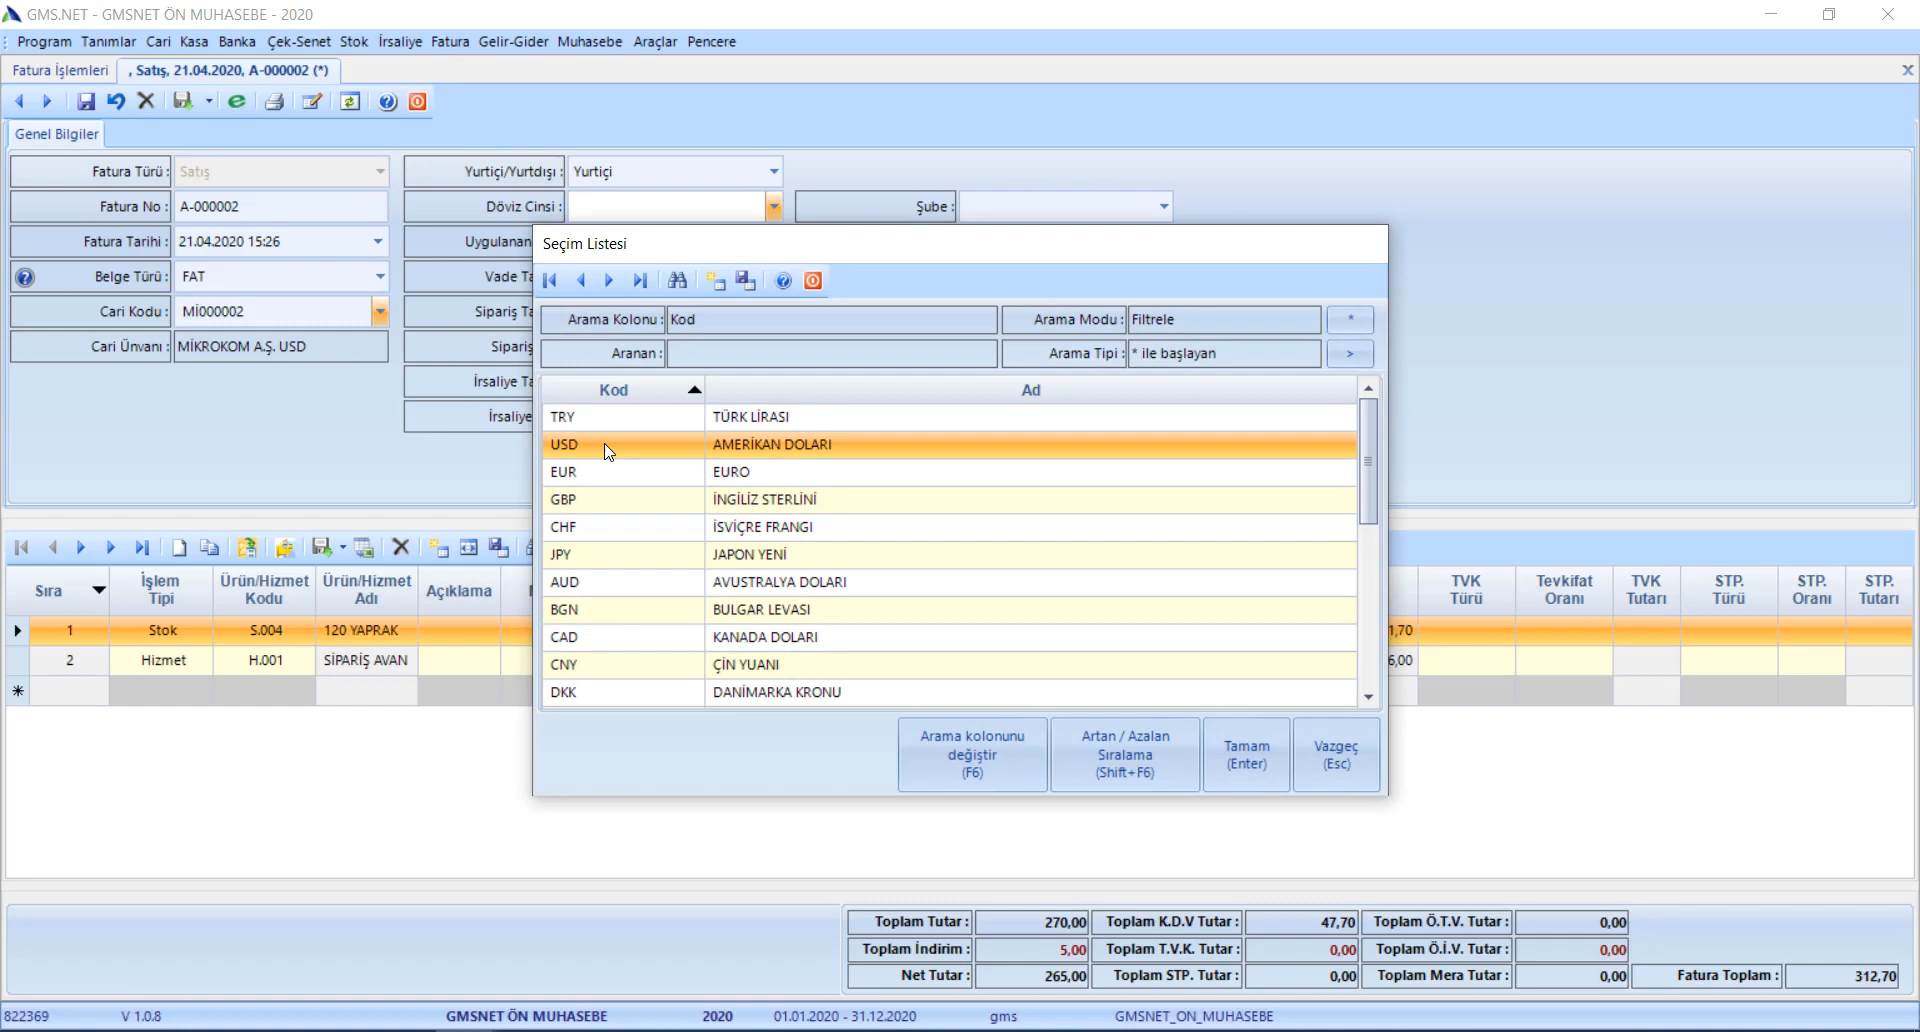 GMS.NET - GMSNET ÖN MUHASEBE - 2020
Program Tanımlar Cari Kasa Banka Çek-Senet Stok İrsaliye Fatura Gelir-Gider Muhasebe Araçlar Pencere
Fatura İşlemleri , Satış, 21.04.2020, A-000002 (*)
Genel Bilgiler
Fatura Türü : Satış Yurtiçi/Yurtdışı : Yurtiçi
Fatura No : A-000002 Döviz Cinsi : Şube :
Fatura Tarihi : 21.04.2020 15:26 Uygulanan
Belge Türü : FAT Vade Ta
Cari Kodu : Mİ000002 Sipariş Ta
Cari Ünvanı : MİKROKOM A.Ş. USD Sipariş
İrsaliye Ta
İrsaliye
Seçim Listesi
Arama Kolonu : Kod Arama Modu : Filtrele *
Aranan : Arama Tipi : * ile başlayan >
Kod Ad
TRY TÜRK LİRASI
USD AMERİKAN DOLARI
EUR EURO
GBP İNGİLİZ STERLİNİ
CHF İSVİÇRE FRANGI
JPY JAPON YENİ
AUD AVUSTRALYA DOLARI
BGN BULGAR LEVASI
CAD KANADA DOLARI
CNY ÇİN YUANI
DKK DANİMARKA KRONU
Arama kolonunu değiştir (F6)
Artan / Azalan Sıralama (Shift+F6)
Tamam (Enter)
Vazgeç (Esc)
Sıra İşlem Tipi Ürün/Hizmet Kodu Ürün/Hizmet Adı Açıklama TVK Türü Tevkifat Oranı TVK Tutarı STP. Türü STP. Oranı STP. Tutarı
1 Stok S.004 120 YAPRAK 1,70
2 Hizmet H.001 SİPARİŞ AVAN 6,00
Toplam Tutar : 270,00 Toplam K.D.V Tutar : 47,70 Toplam Ö.T.V. Tutar : 0,00
Toplam İndirim : 5,00 Toplam T.V.K. Tutar : 0,00 Toplam Ö.İ.V. Tutar : 0,00
Net Tutar : 265,00 Toplam STP. Tutar : 0,00 Toplam Mera Tutar : 0,00 Fatura Toplam : 312,70
822369 V 1.0.8 GMSNET ÖN MUHASEBE 2020 01.01.2020 - 31.12.2020 gms GMSNET_ON_MUHASEBE